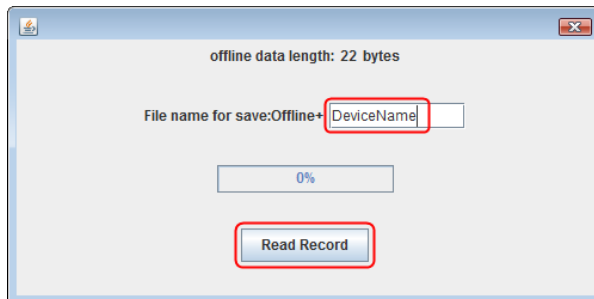 offline data length: 22 bytes
File name for save:Offline+ DeviceName
0%
Read Record